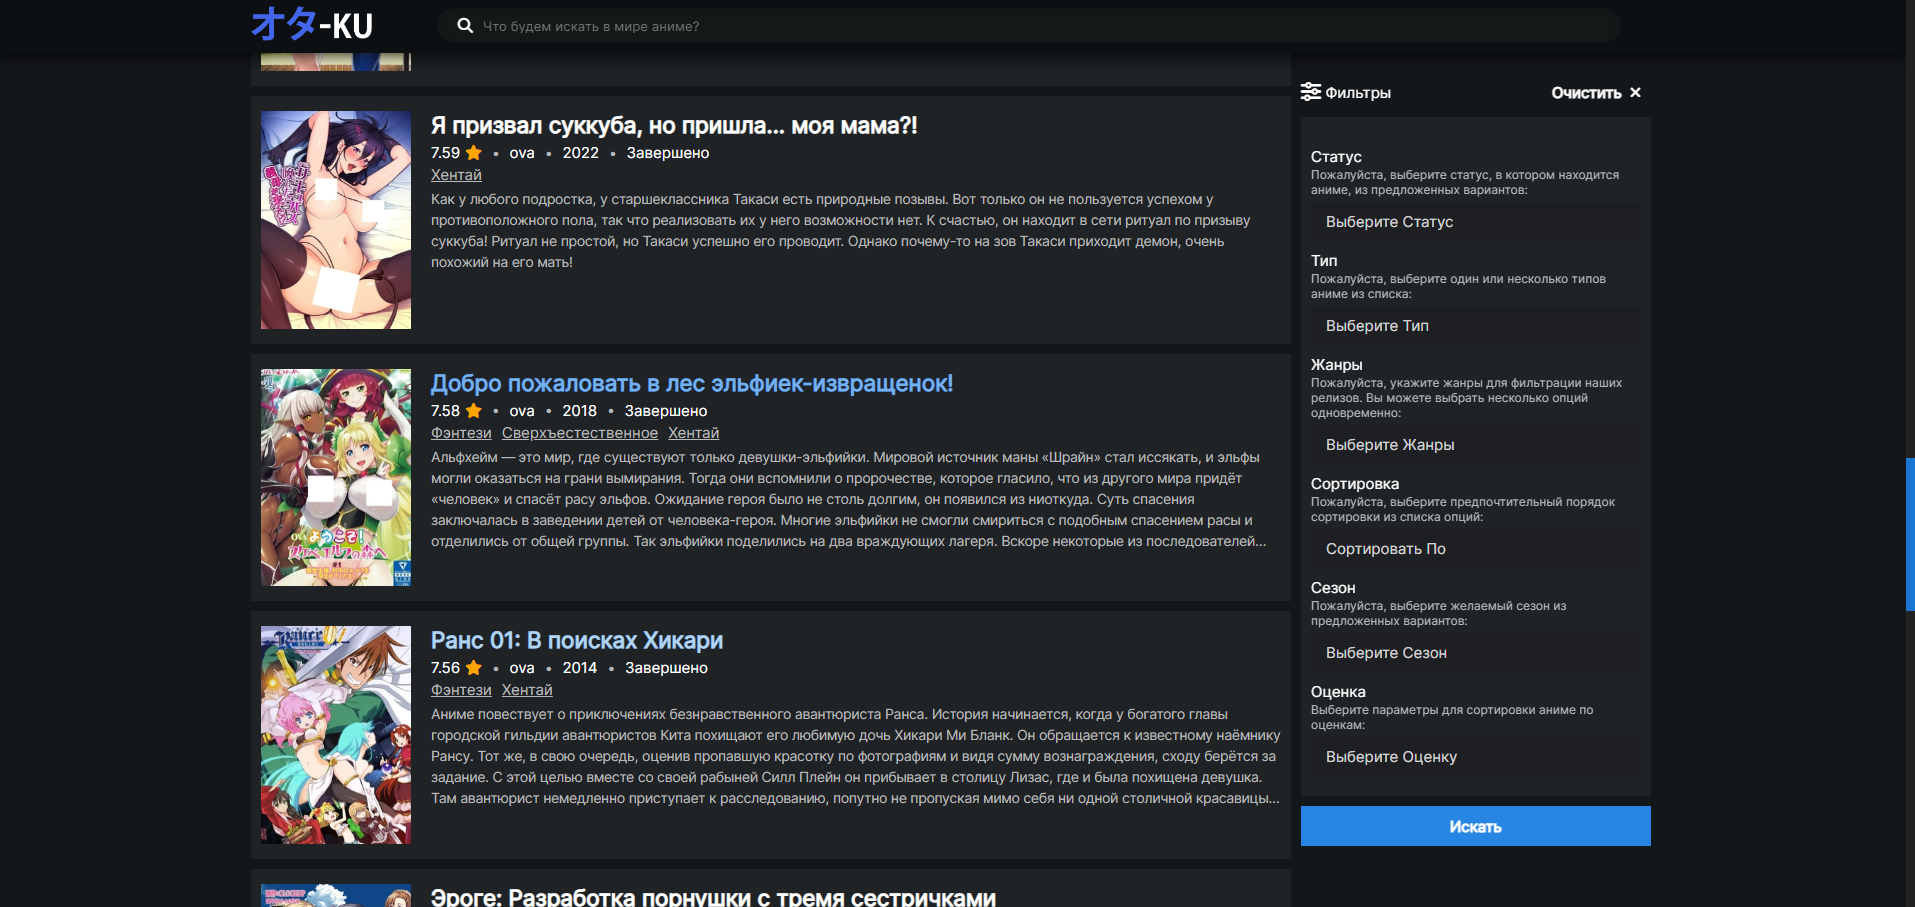 オタ-KU
Что будем искать в мире аниме?
Фильтры
Очистить ✕
Я призвал суккуба, но пришла... моя мама?!
7.59 ★ • ova • 2022 • Завершено
Хентай
Как у любого подростка, у старшеклассника Такаси есть природные позывы. Вот только он не пользуется успехом у
противоположного пола, так что реализовать их у него возможности нет. К счастью, он находит в сети ритуал по призыву
суккуба! Ритуал не простой, но Такаси успешно его проводит. Однако почему-то на зов Такаси приходит демон, очень
похожий на его мать!
Добро пожаловать в лес эльфиек-извращенок!
7.58 ★ • ova • 2018 • Завершено
Фэнтези Сверхъестественное Хентай
Альфхейм — это мир, где существуют только девушки-эльфийки. Мировой источник маны «Шрайн» стал иссякать, и эльфы
могли оказаться на грани вымирания. Тогда они вспомнили о пророчестве, которое гласило, что из другого мира придёт
«человек» и спасёт расу эльфов. Ожидание героя было не столь долгим, он появился из ниоткуда. Суть спасения
заключалась в заведении детей от человека-героя. Многие эльфийки не смогли смириться с подобным спасением расы и
отделились от общей группы. Так эльфийки поделились на два враждующих лагеря. Вскоре некоторые из последователей...
OVA ようこそ!
スケベエルフの森へ
#1
Ранс 01: В поисках Хикари
7.56 ★ • ova • 2014 • Завершено
Фэнтези Хентай
Аниме повествует о приключениях безнравственного авантюриста Ранса. История начинается, когда у богатого главы
городской гильдии авантюристов Кита похищают его любимую дочь Хикари Ми Бланк. Он обращается к известному наёмнику
Рансу. Тот же, в свою очередь, оценив пропавшую красотку по фотографиям и видя сумму вознаграждения, сходу берётся за
задание. С этой целью вместе со своей рабыней Силл Плейн он прибывает в столицу Лизас, где и была похищена девушка.
Там авантюрист немедленно приступает к расследованию, попутно не пропуская мимо себя ни одной столичной красавицы...
Rance 01
Эроге: Разработка порнушки с тремя сестричками
Статус
Пожалуйста, выберите статус, в котором находится
аниме, из предложенных вариантов:
Выберите Статус
Тип
Пожалуйста, выберите один или несколько типов
аниме из списка:
Выберите Тип
Жанры
Пожалуйста, укажите жанры для фильтрации наших
релизов. Вы можете выбрать несколько опций
одновременно:
Выберите Жанры
Сортировка
Пожалуйста, выберите предпочтительный порядок
сортировки из списка опций:
Сортировать По
Сезон
Пожалуйста, выберите желаемый сезон из
предложенных вариантов:
Выберите Сезон
Оценка
Выберите параметры для сортировки аниме по
оценкам:
Выберите Оценку
Искать